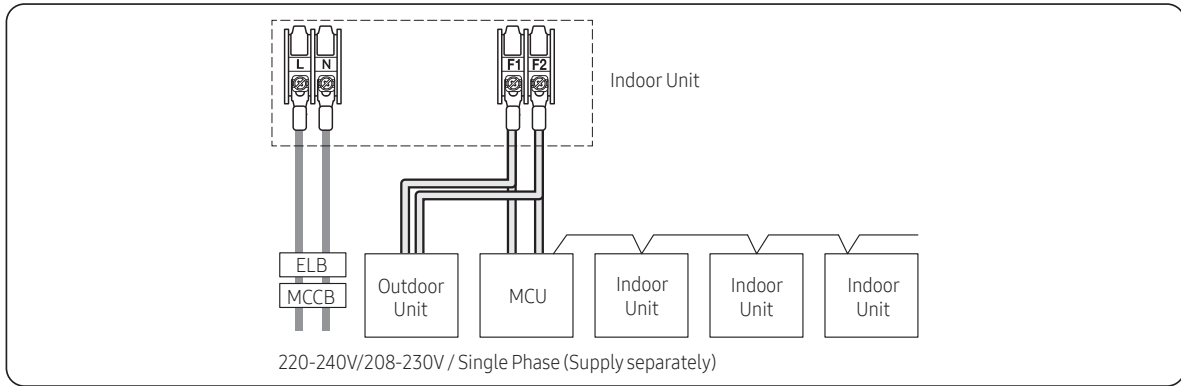 L N F1 F2
Indoor Unit
ELB
MCCB
Outdoor
Unit
MCU
Indoor
Unit
Indoor
Unit
Indoor
Unit
220-240V/208-230V / Single Phase (Supply separately)